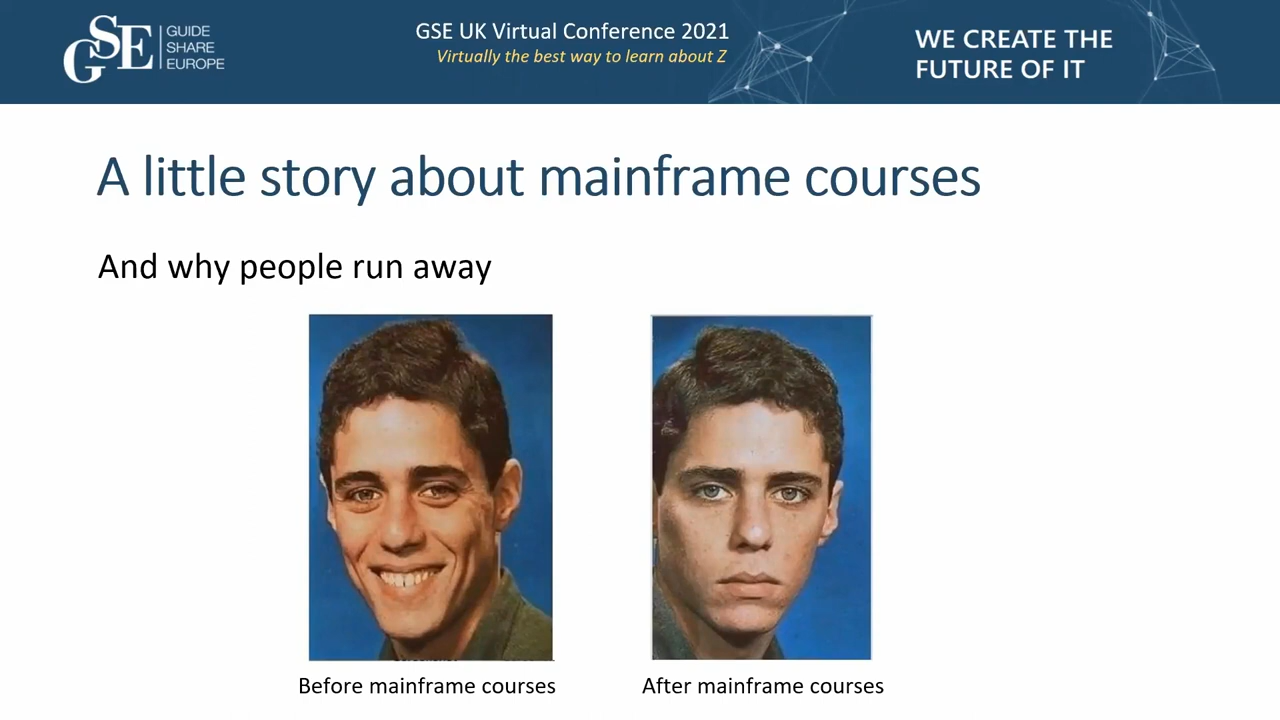 GSE
GUIDE
SHARE
EUROPE
GSE UK Virtual Conference 2021
Virtually the best way to learn about Z
WE CREATE THE
FUTURE OF IT
A little story about mainframe courses
And why people run away
Before mainframe courses
After mainframe courses